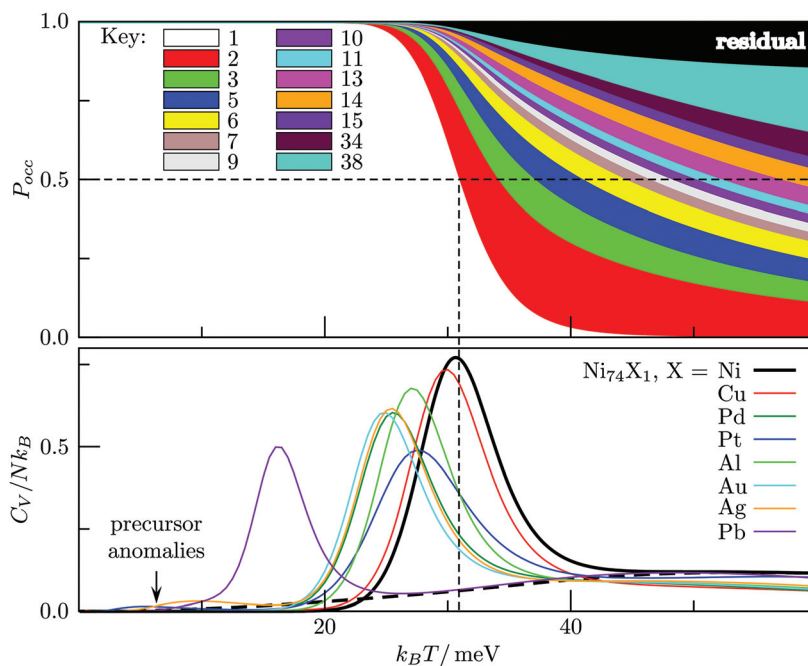 1.0
Key:
1
10
2
11
3
13
5
14
6
15
7
34
9
38
residual
P_occ
0.5
0.0
Ni₇₄X₁, X = Ni
Cu
Pd
Pt
Al
Au
Ag
Pb
C_V/Nk_B
0.5
precursor
anomalies
0.0
20
40
k_BT/meV